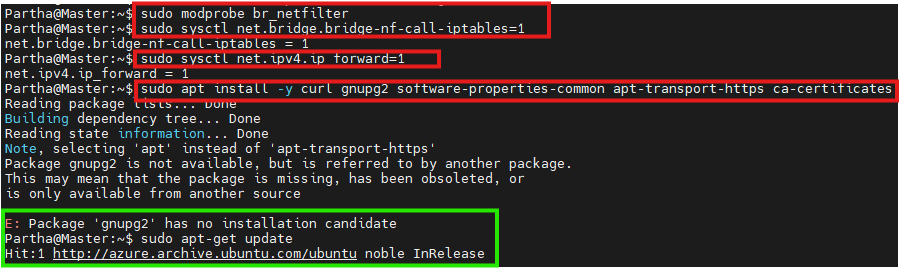 Partha@Master:~$ sudo modprobe br_netfilter
Partha@Master:~$ sudo sysctl net.bridge.bridge-nf-call-iptables=1
net.bridge.bridge-nf-call-iptables = 1
Partha@Master:~$ sudo sysctl net.ipv4.ip_forward=1
net.ipv4.ip_forward = 1
Partha@Master:~$ sudo apt install -y curl gnupg2 software-properties-common apt-transport-https ca-certificates
Reading package lists... Done
Building dependency tree... Done
Reading state information... Done
Note, selecting 'apt' instead of 'apt-transport-https'
Package gnupg2 is not available, but is referred to by another package.
This may mean that the package is missing, has been obsoleted, or
is only available from another source
E: Package 'gnupg2' has no installation candidate
Partha@Master:~$ sudo apt-get update
Hit:1 http://azure.archive.ubuntu.com/ubuntu noble InRelease